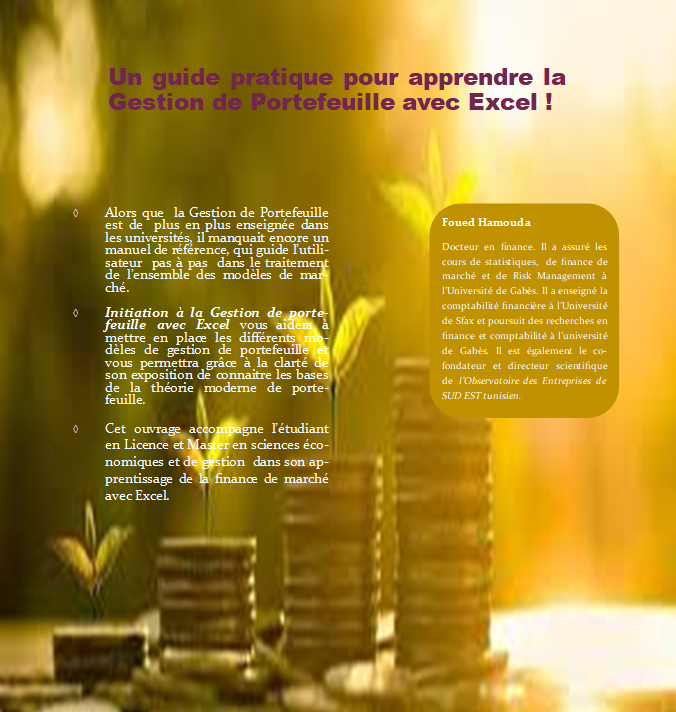 Un guide pratique pour apprendre la
Gestion de Portefeuille avec Excel !
◊ Alors que la Gestion de Portefeuille
est de plus en plus enseignée dans
les universités, il manquait encore un
manuel de référence, qui guide l'utili-
sateur pas à pas dans le traitement
de l'ensemble des modèles de mar-
ché.
◊ Initiation à la Gestion de porte-
feuille avec Excel vous aidera à
mettre en place les différents mo-
dèles de gestion de portefeuille et
vous permettra grâce à la clarté de
son exposition de connaitre les bases
de la théorie moderne de porte-
feuille.
◊ Cet ouvrage accompagne l'étudiant
en Licence et Master en sciences éco-
nomiques et de gestion dans son ap-
prentissage de la finance de marché
avec Excel.
Foued Hamouda
Docteur en finance. Il a assuré les
cours de statistiques, de finance de
marché et de Risk Management à
l'Université de Gabès. Il a enseigné la
comptabilité financière à l'Université
de Sfax et poursuit des recherches en
finance et comptabilité à l'université
de Gabès. Il est également le co-
fondateur et directeur scientifique
de l'Observatoire des Entreprises de
SUD EST tunisien.